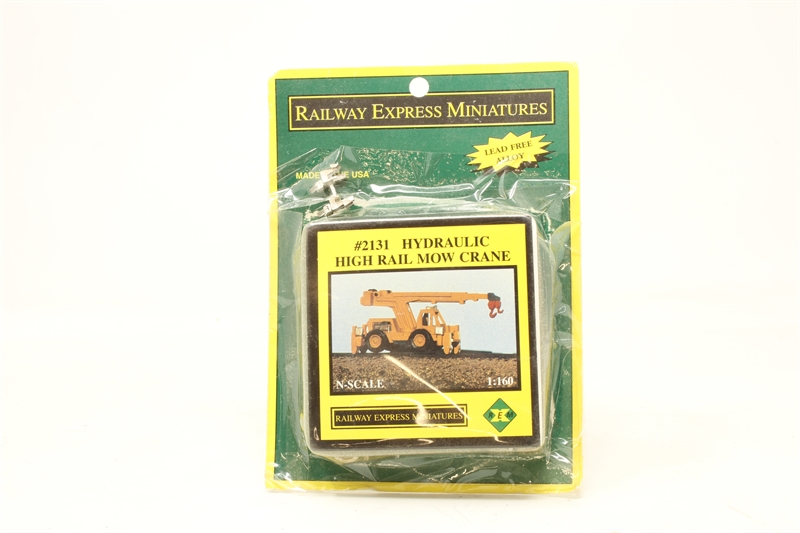 RAILWAY EXPRESS MINIATURES
LEAD FREE
ALLOY
MADE IN THE USA
#2131 HYDRAULIC
HIGH RAIL MOW CRANE
N-SCALE 1:160
RAILWAY EXPRESS MINIATURES
R·E·M